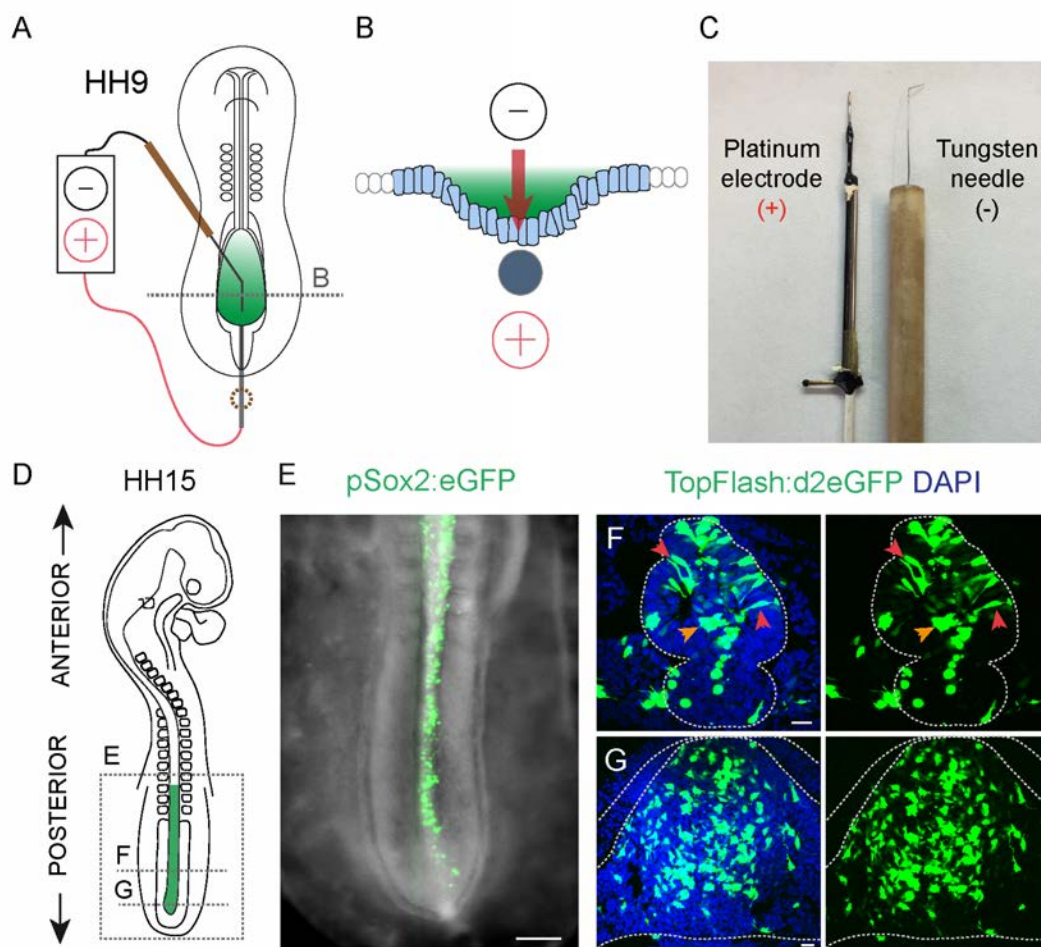 A
HH9
−
+
B
B
−
+
C
Platinum
electrode
(+)
Tungsten
needle
(-)
D
HH15
ANTERIOR
POSTERIOR
E
F
G
E
pSox2:eGFP
TopFlash:d2eGFP DAPI
F
G